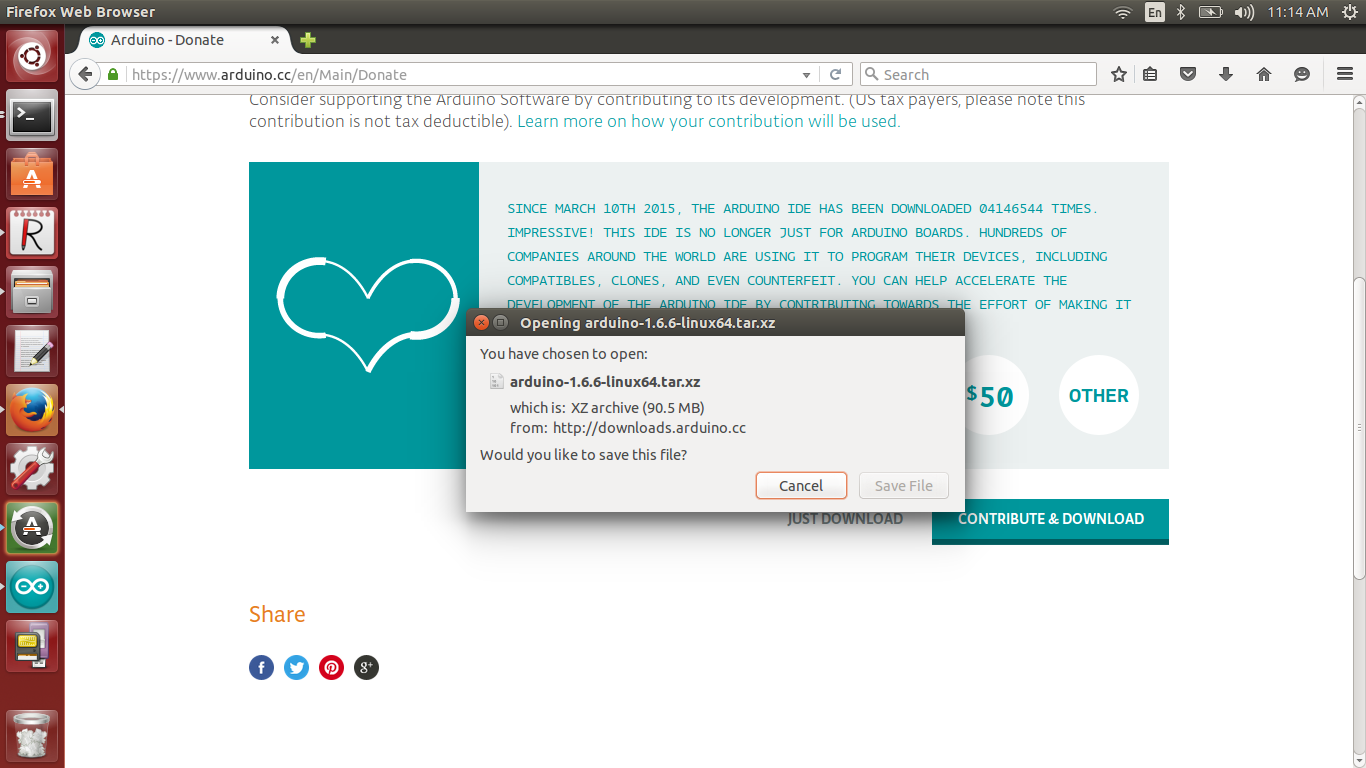 Firefox Web Browser
En
11:14 AM
Arduino - Donate
https://www.arduino.cc/en/Main/Donate
Search
Consider supporting the Arduino Software by contributing to its development. (US tax payers, please note this
contribution is not tax deductible). Learn more on how your contribution will be used.
SINCE MARCH 10TH 2015, THE ARDUINO IDE HAS BEEN DOWNLOADED 04146544 TIMES.
IMPRESSIVE! THIS IDE IS NO LONGER JUST FOR ARDUINO BOARDS. HUNDREDS OF
COMPANIES AROUND THE WORLD ARE USING IT TO PROGRAM THEIR DEVICES, INCLUDING
COMPATIBLES, CLONES, AND EVEN COUNTERFEIT. YOU CAN HELP ACCELERATE THE
DEVELOPMENT OF THE ARDUINO IDE BY CONTRIBUTING TOWARDS THE EFFORT OF MAKING IT
Opening arduino-1.6.6-linux64.tar.xz
You have chosen to open:
arduino-1.6.6-linux64.tar.xz
which is: XZ archive (90.5 MB)
from: http://downloads.arduino.cc
Would you like to save this file?
Cancel
Save File
$50
OTHER
JUST DOWNLOAD
CONTRIBUTE & DOWNLOAD
Share